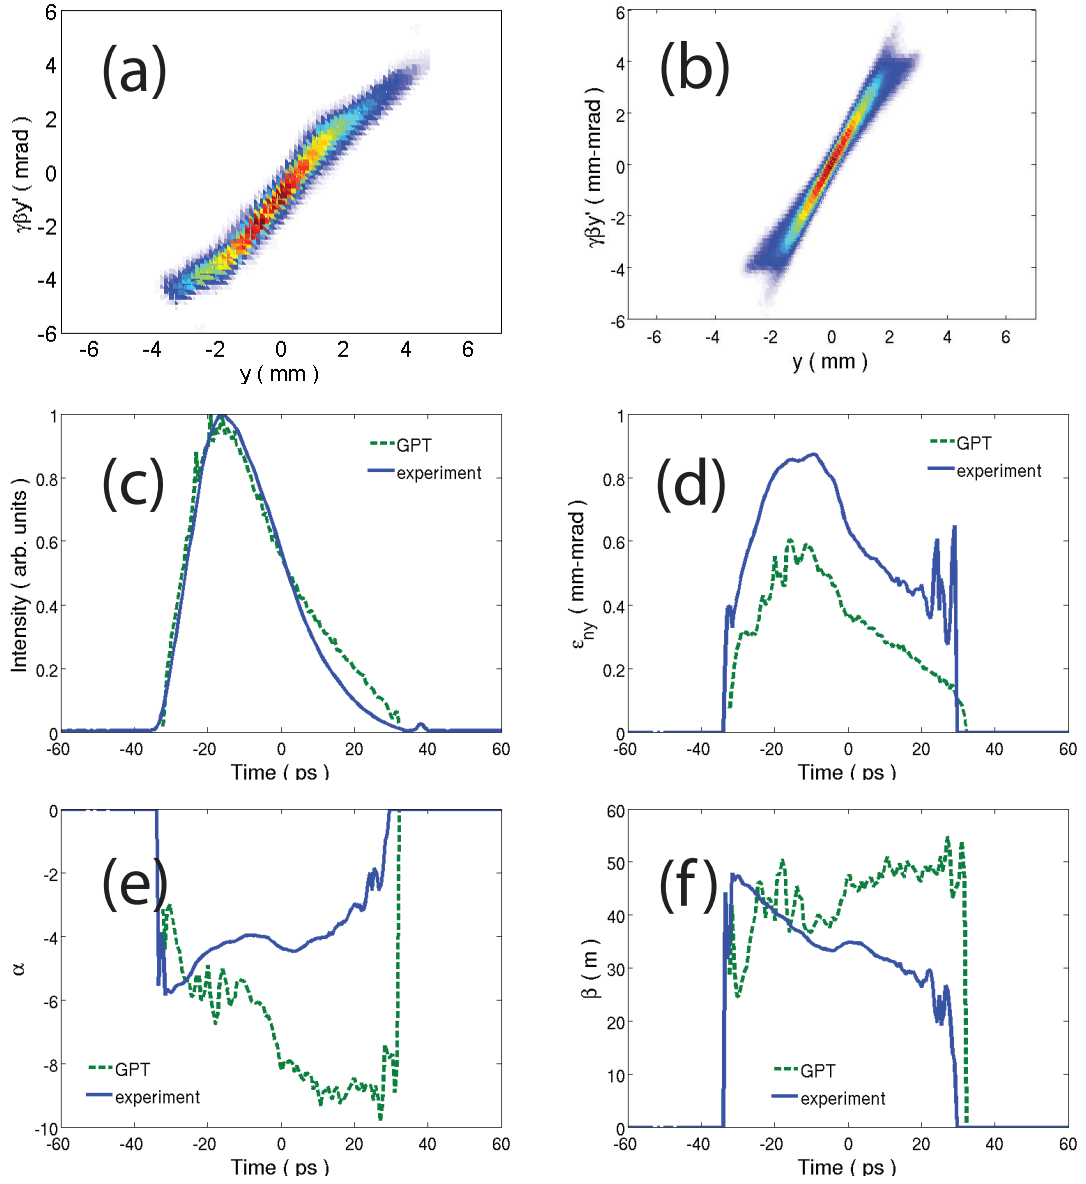 (a)
6
4
2
0
-2
-4
-6
γβy' ( mrad )
-6 -4 -2 0 2 4 6
y ( mm )
(b)
6
4
2
0
-2
-4
-6
γβy' ( mm-mrad )
-6 -4 -2 0 2 4 6
y ( mm )
(c)
GPT
experiment
1
0.8
0.6
0.4
0.2
0
Intensity ( arb. units )
-60 -40 -20 0 20 40 60
Time ( ps )
(d)
GPT
experiment
1
0.8
0.6
0.4
0.2
0
εny ( mm-mrad )
-60 -40 -20 0 20 40 60
Time ( ps )
(e)
0
-2
-4
-6
-8
-10
α
GPT
experiment
-60 -40 -20 0 20 40 60
Time ( ps )
(f)
60
50
40
30
20
10
0
β ( m )
GPT
experiment
-60 -40 -20 0 20 40 60
Time ( ps )